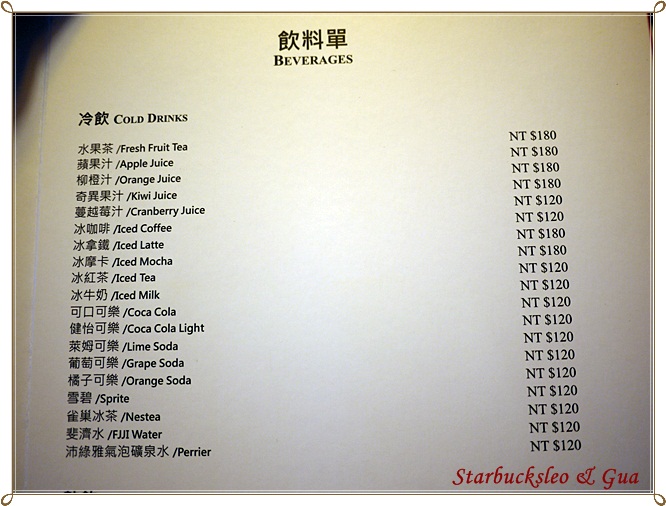 飲料單
BEVERAGES
冷飲 COLD DRINKS
水果茶 /Fresh Fruit Tea NT $180
蘋果汁 /Apple Juice NT $180
柳橙汁 /Orange Juice NT $180
奇異果汁 /Kiwi Juice NT $180
蔓越莓汁 /Cranberry Juice NT $120
冰咖啡 /Iced Coffee NT $120
冰拿鐵 /Iced Latte NT $180
冰摩卡 /Iced Mocha NT $180
冰紅茶 /Iced Tea NT $120
冰牛奶 /Iced Milk NT $120
可口可樂 /Coca Cola NT $120
健怡可樂 /Coca Cola Light NT $120
萊姆可樂 /Lime Soda NT $120
葡萄可樂 /Grape Soda NT $120
橘子可樂 /Orange Soda NT $120
雪碧 /Sprite NT $120
雀巢冰茶 /Nestea NT $120
斐濟水 /FJJI Water NT $120
沛綠雅氣泡礦泉水 /Perrier NT $120
Starbucksleo & Gua